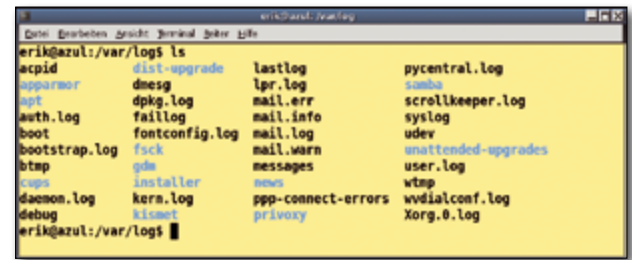 erik@azul: /var/log
Datei Bearbeiten Ansicht Terminal Reiter Hilfe
erik@azul:/var/log$ ls
acpid dist-upgrade lastlog pycentral.log
apparmor dmesg lpr.log samba
apt dpkg.log mail.err scrollkeeper.log
auth.log faillog mail.info syslog
boot fontconfig.log mail.log udev
bootstrap.log fsck mail.warn unattended-upgrades
btmp gdm messages user.log
cups installer news wtmp
daemon.log kern.log ppp-connect-errors wvdialconf.log
debug kismet privoxy Xorg.0.log
erik@azul:/var/log$